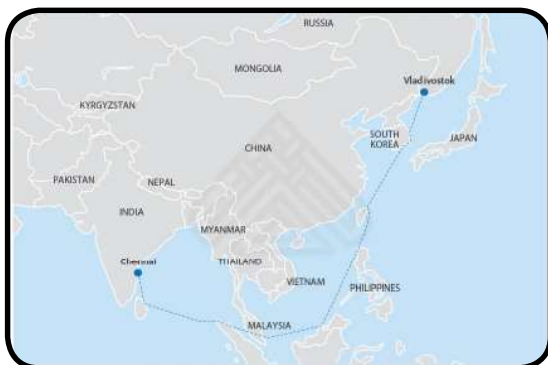 RUSSIA
MONGOLIA
Vladivostok
KYRGYZSTAN
SOUTH
KOREA
JAPAN
CHINA
PAKISTAN
NEPAL
INDIA
MYANMAR
Chennai
THAILAND
VIETNAM
PHILIPPINES
MALAYSIA